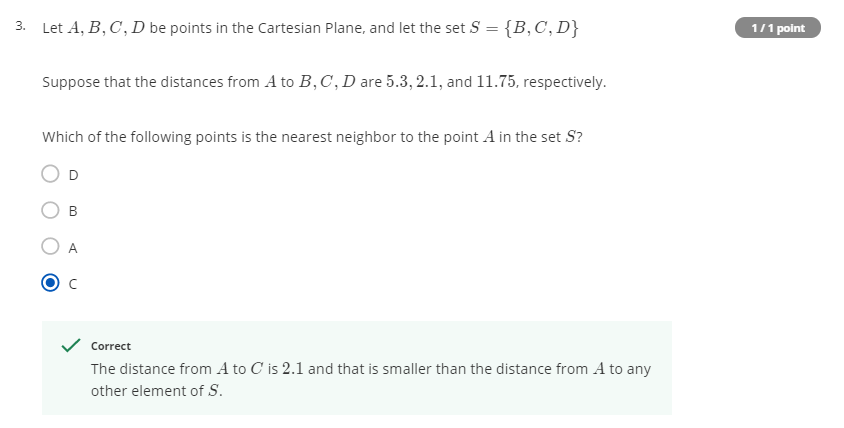 3. Let A, B, C, D be points in the Cartesian Plane, and let the set S = {B, C, D}
1 / 1 point
Suppose that the distances from A to B, C, D are 5.3, 2.1, and 11.75, respectively.
Which of the following points is the nearest neighbor to the point A in the set S?
D
B
A
C
Correct
The distance from A to C is 2.1 and that is smaller than the distance from A to any
other element of S.